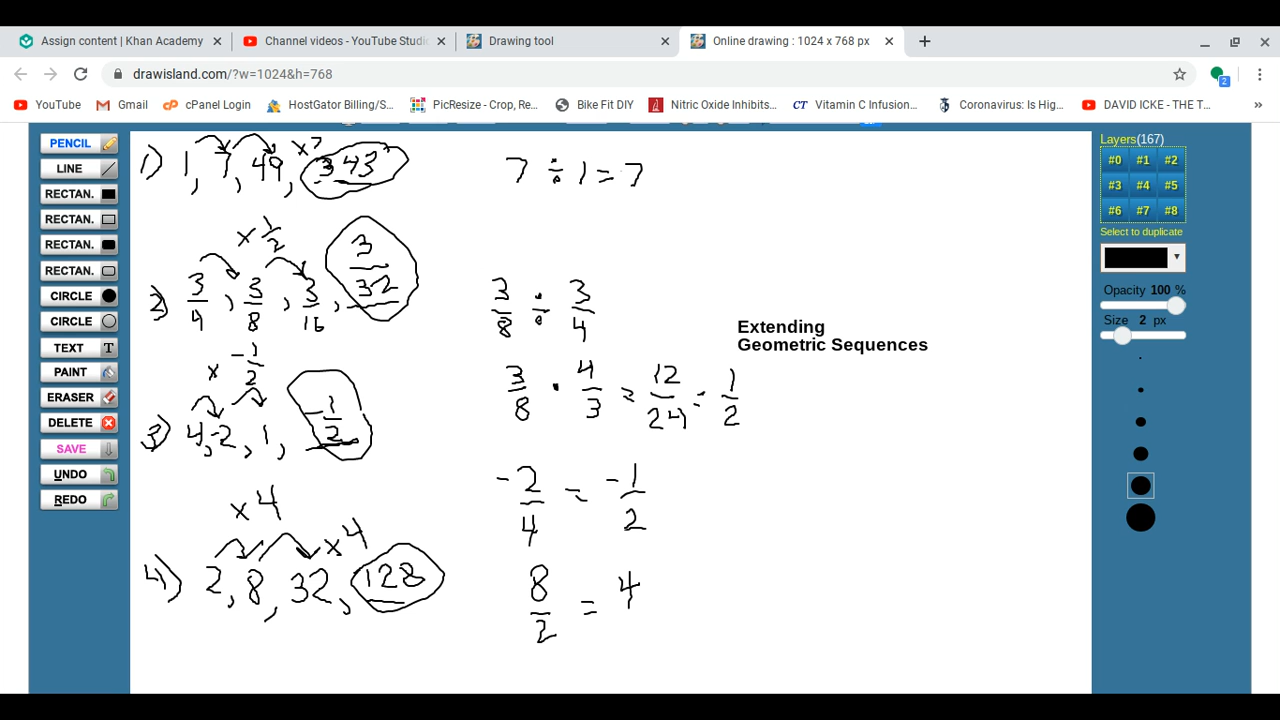 Assign content | Khan Academy
Channel videos - YouTube Studi
Drawing tool
Online drawing : 1024 x 768 px
drawisland.com/?w=1024&h=768
2
YouTube
Gmail
cPanel Login
HostGator Billing/S...
PicResize - Crop, Re...
Bike Fit DIY
Nitric Oxide Inhibits...
CT Vitamin C Infusion...
Coronavirus: Is Hig...
DAVID ICKE - THE T...
»
PENCIL
LINE
RECTAN.
RECTAN.
RECTAN.
RECTAN.
CIRCLE
CIRCLE
TEXT T
PAINT
ERASER
DELETE
SAVE
UNDO
REDO
x7
1) 1, 7, 49, 343
7 ÷ 1 = 7
x 1/2
2) 3/4, 3/8, 3/16, 3/32
3/8 ÷ 3/4
3/8 · 4/3 = 12/24 = 1/2
x -1/2
3) 4, -2, 1, -1/2
-2/4 = -1/2
x4
x4
4) 2, 8, 32, 128
8/2 = 4
Extending
Geometric Sequences
Layers(167)
#0 #1 #2
#3 #4 #5
#6 #7 #8
Select to duplicate
Opacity 100 %
Size 2 px